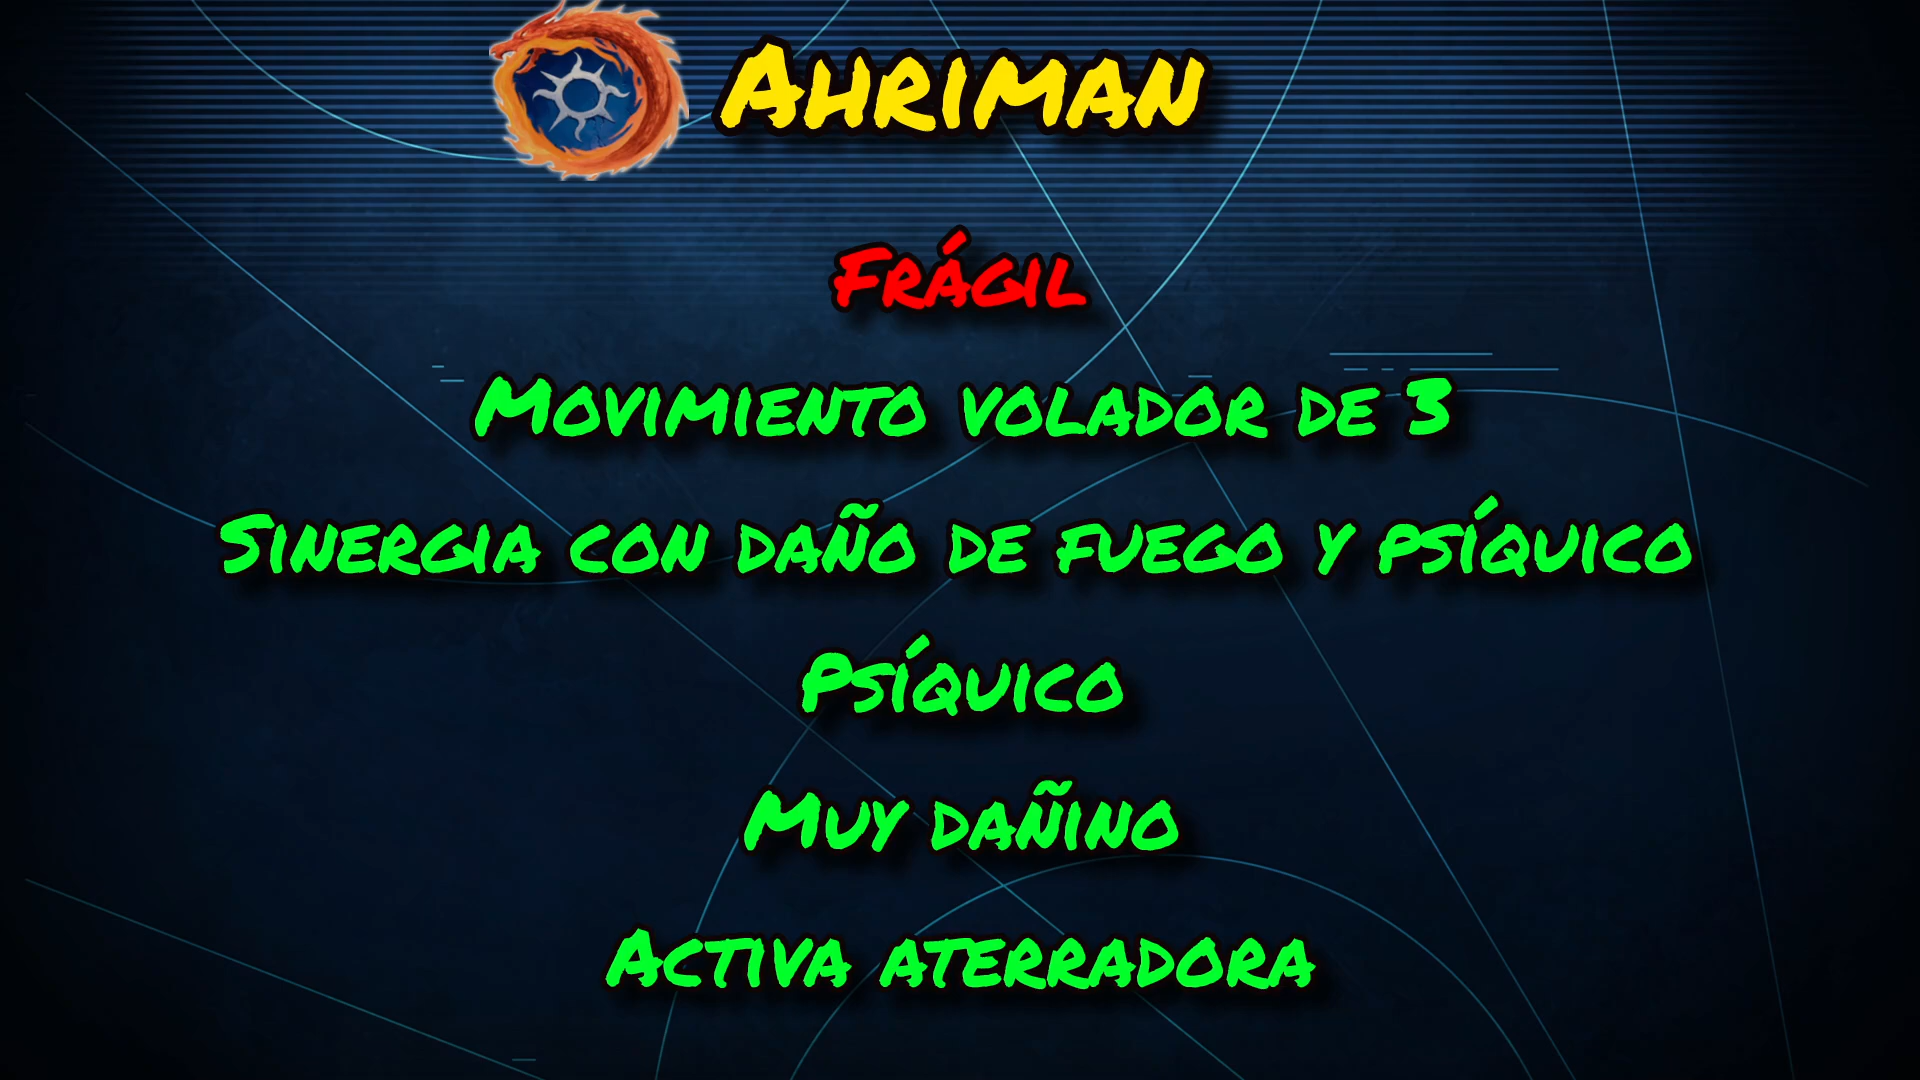 Ahriman
Frágil
Movimiento volador de 3
Sinergia con daño de fuego y psíquico
Psíquico
Muy dañino
Activa aterradora